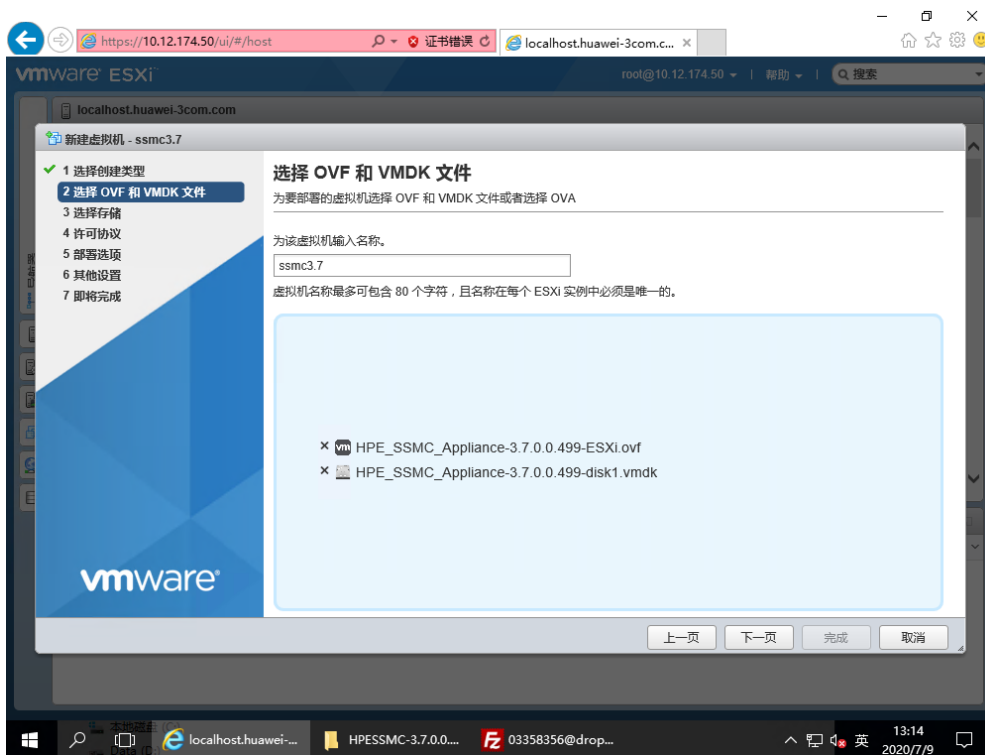 https://10.12.174.50/ui/#/host
证书错误
localhost.huawei-3com.c...
vmware ESXi
root@10.12.174.50
帮助
搜索
localhost.huawei-3com.com
新建虚拟机 - ssmc3.7
1 选择创建类型
2 选择 OVF 和 VMDK 文件
3 选择存储
4 许可协议
5 部署选项
6 其他设置
7 即将完成
vmware
选择 OVF 和 VMDK 文件
为要部署的虚拟机选择 OVF 和 VMDK 文件或者选择 OVA
为该虚拟机输入名称。
ssmc3.7
虚拟机名称最多可包含 80 个字符，且名称在每个 ESXi 实例中必须是唯一的。
HPE_SSMC_Appliance-3.7.0.0.499-ESXi.ovf
HPE_SSMC_Appliance-3.7.0.0.499-disk1.vmdk
上一页
下一页
完成
取消
localhost.huawei-...
HPESSMC-3.7.0.0....
03358356@drop...
英
13:14
2020/7/9